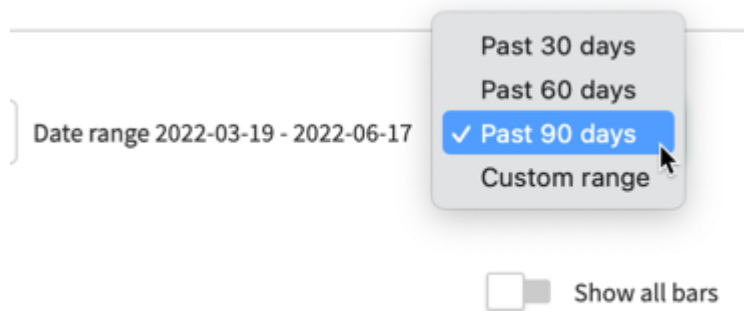 Past 30 days
Past 60 days
Date range 2022-03-19 - 2022-06-17
✓ Past 90 days
Custom range
Show all bars